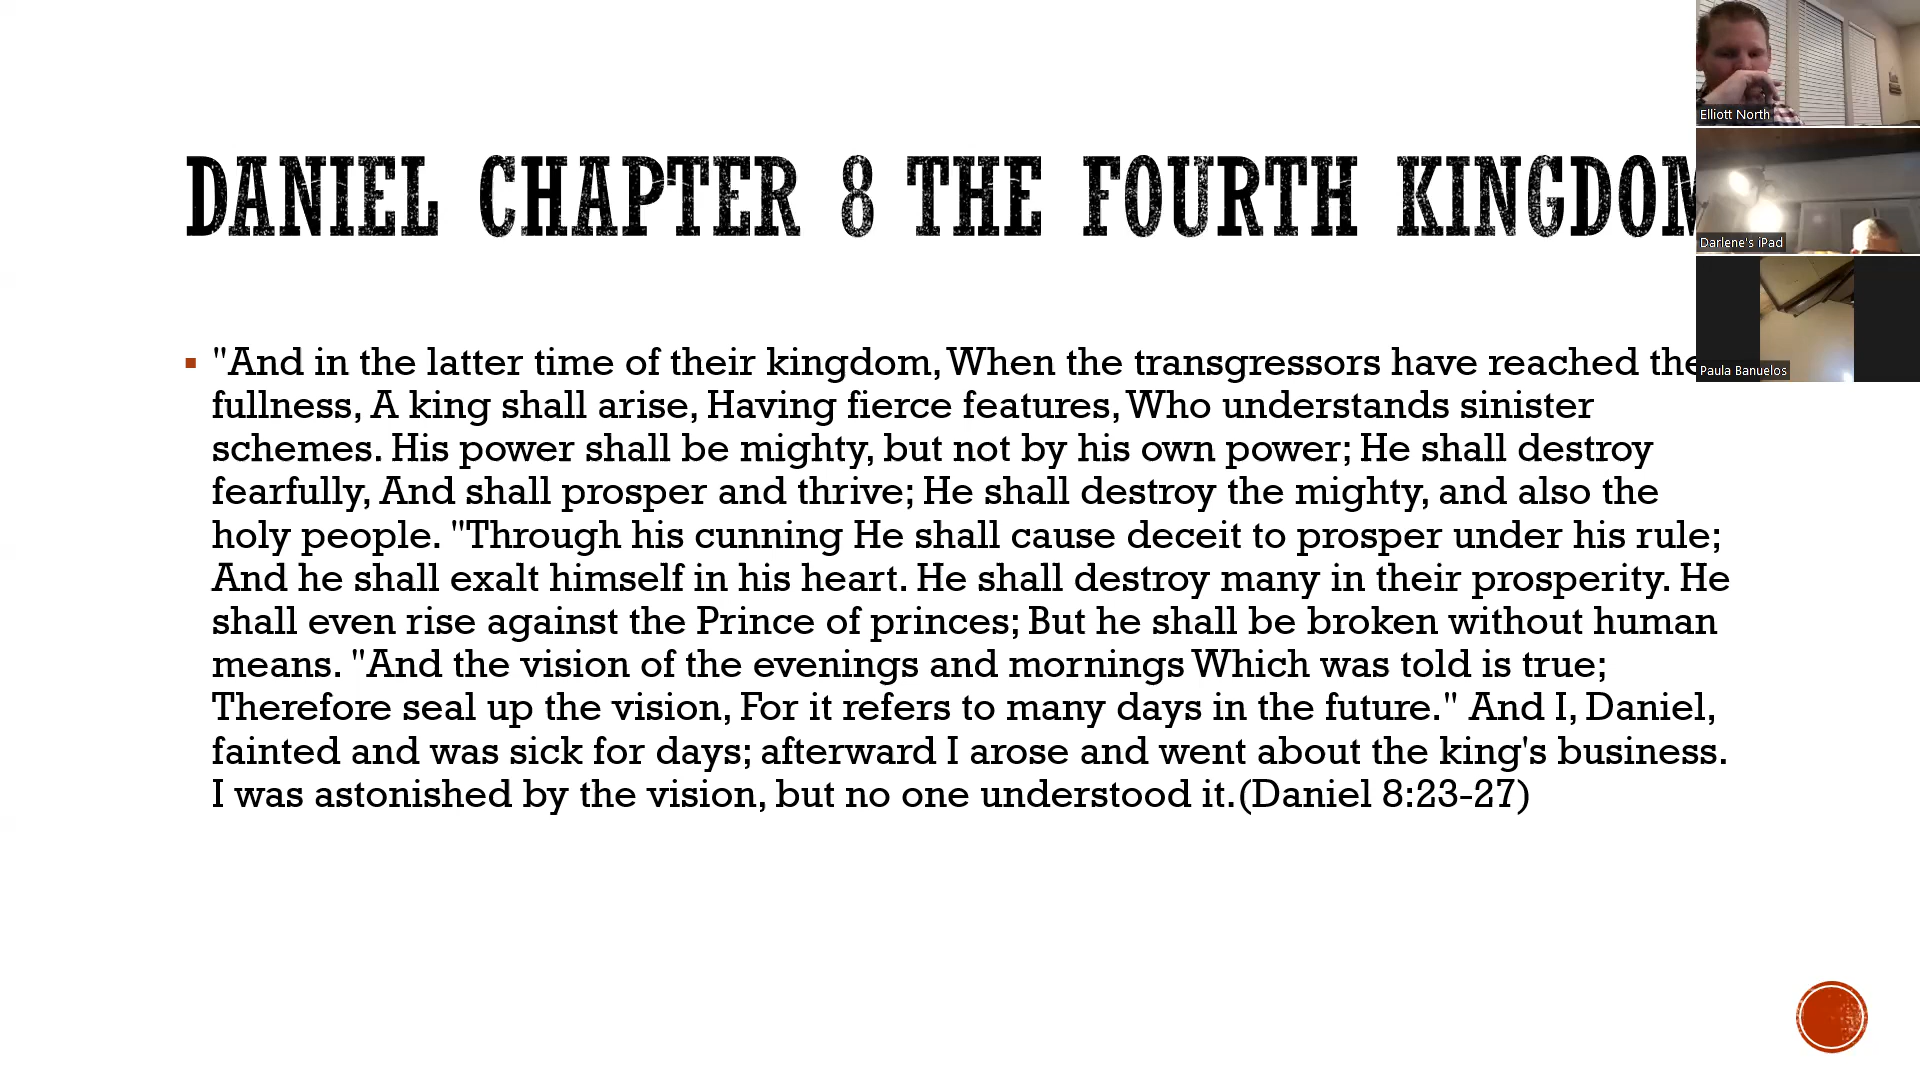 DANIEL CHAPTER 8 THE FOURTH KINGDOM
"And in the latter time of their kingdom, When the transgressors have reached the
fullness, A king shall arise, Having fierce features, Who understands sinister
schemes. His power shall be mighty, but not by his own power; He shall destroy
fearfully, And shall prosper and thrive; He shall destroy the mighty, and also the
holy people. "Through his cunning He shall cause deceit to prosper under his rule;
And he shall exalt himself in his heart. He shall destroy many in their prosperity. He
shall even rise against the Prince of princes; But he shall be broken without human
means. "And the vision of the evenings and mornings Which was told is true;
Therefore seal up the vision, For it refers to many days in the future." And I, Daniel,
fainted and was sick for days; afterward I arose and went about the king's business.
I was astonished by the vision, but no one understood it.(Daniel 8:23-27)
Elliott North
Darlene's iPad
Paula Banuelos